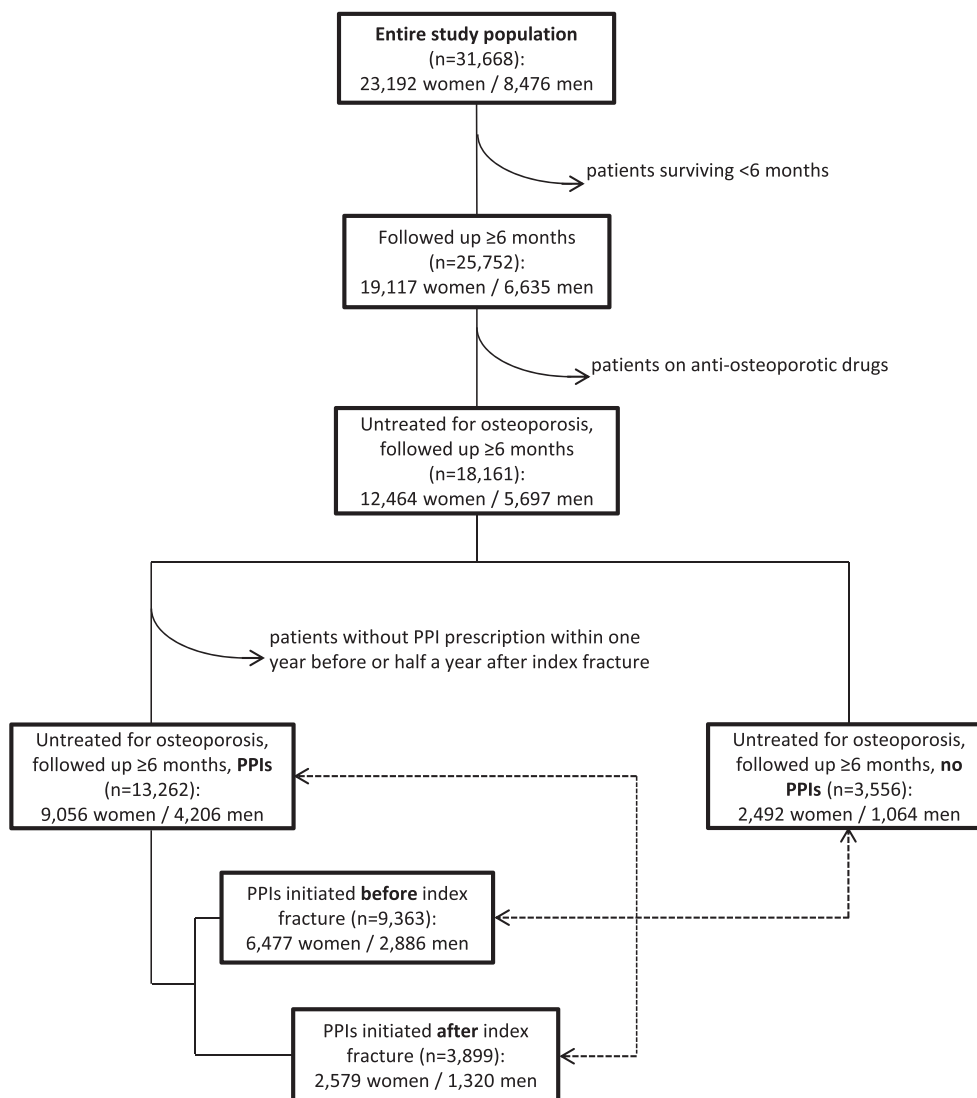 Entire study population
(n=31,668):
23,192 women / 8,476 men
patients surviving <6 months
Followed up ≥6 months
(n=25,752):
19,117 women / 6,635 men
patients on anti-osteoporotic drugs
Untreated for osteoporosis,
followed up ≥6 months
(n=18,161):
12,464 women / 5,697 men
patients without PPI prescription within one
year before or half a year after index fracture
Untreated for osteoporosis,
followed up ≥6 months, PPIs
(n=13,262):
9,056 women / 4,206 men
Untreated for osteoporosis,
followed up ≥6 months, no
PPIs (n=3,556):
2,492 women / 1,064 men
PPIs initiated before index
fracture (n=9,363):
6,477 women / 2,886 men
PPIs initiated after index
fracture (n=3,899):
2,579 women / 1,320 men